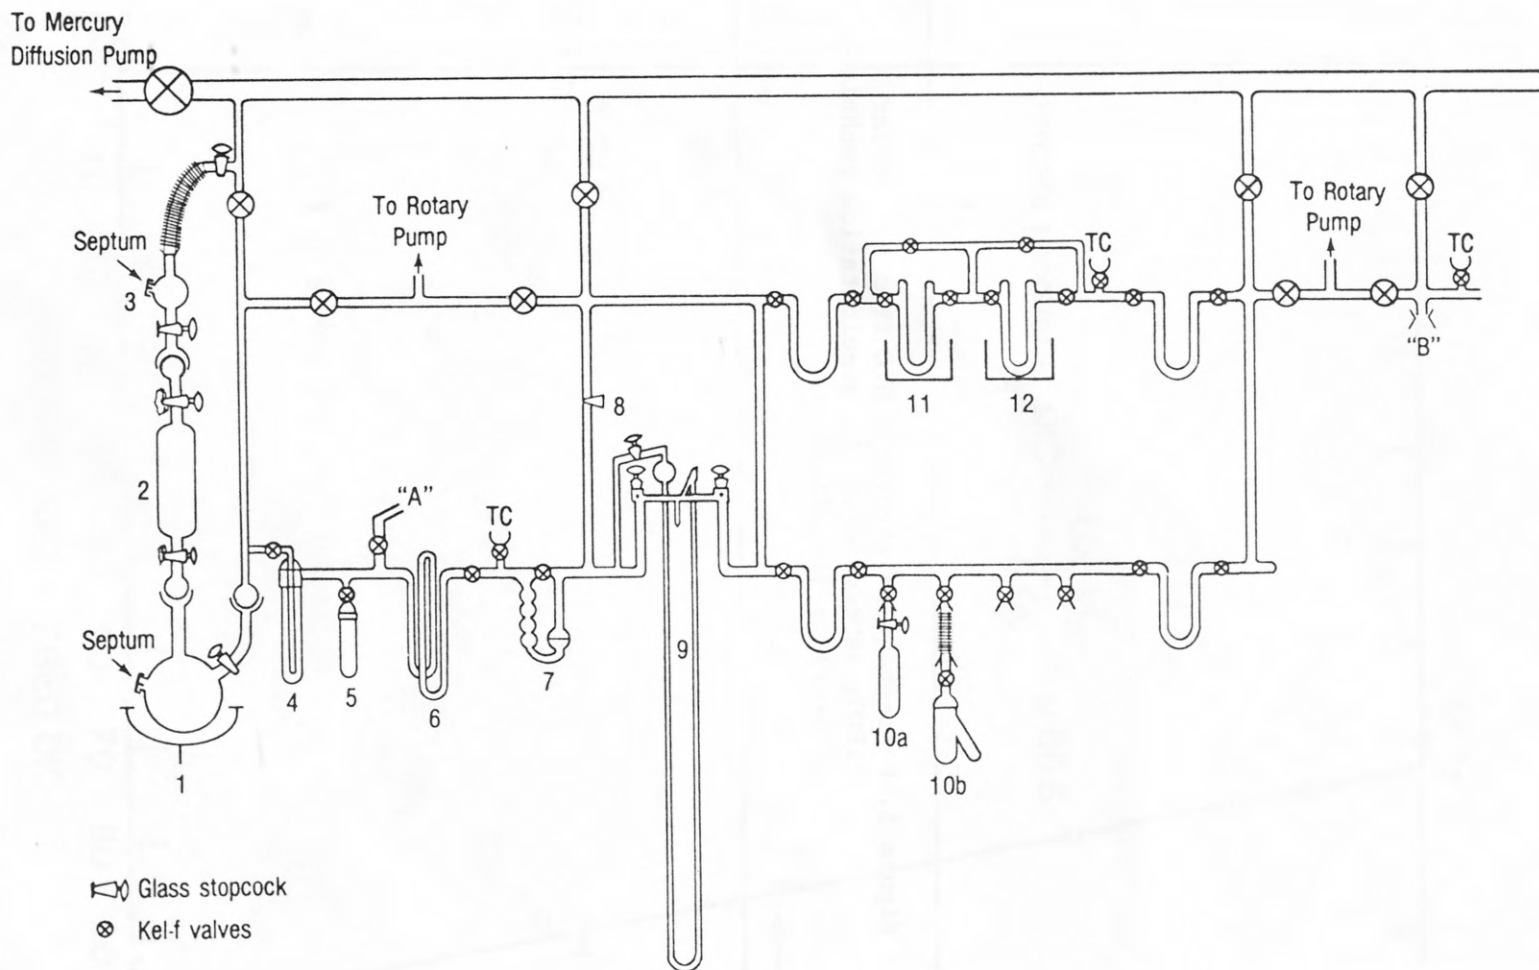 To Mercury
Diffusion Pump
Septum
3
To Rotary
Pump
TC
To Rotary
Pump
TC
"B"
11
12
8
2
"A"
TC
9
Septum
1
4
5
6
7
10a
10b
Glass stopcock
Kel-f valves